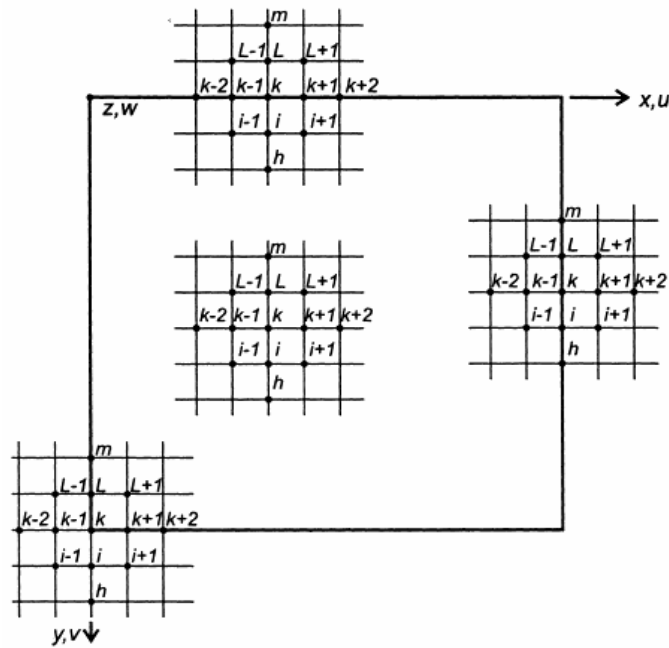 m
L-1 L L+1
k-2 k-1 k k+1 k+2
x,u
z,w
i-1 i i+1
h
m
L-1 L L+1
k-2 k-1 k k+1 k+2
i-1 i i+1
h
m
L-1 L L+1
k-2 k-1 k k+1 k+2
i-1 i i+1
h
m
L-1 L L+1
k-2 k-1 k k+1 k+2
i-1 i i+1
h
y,v